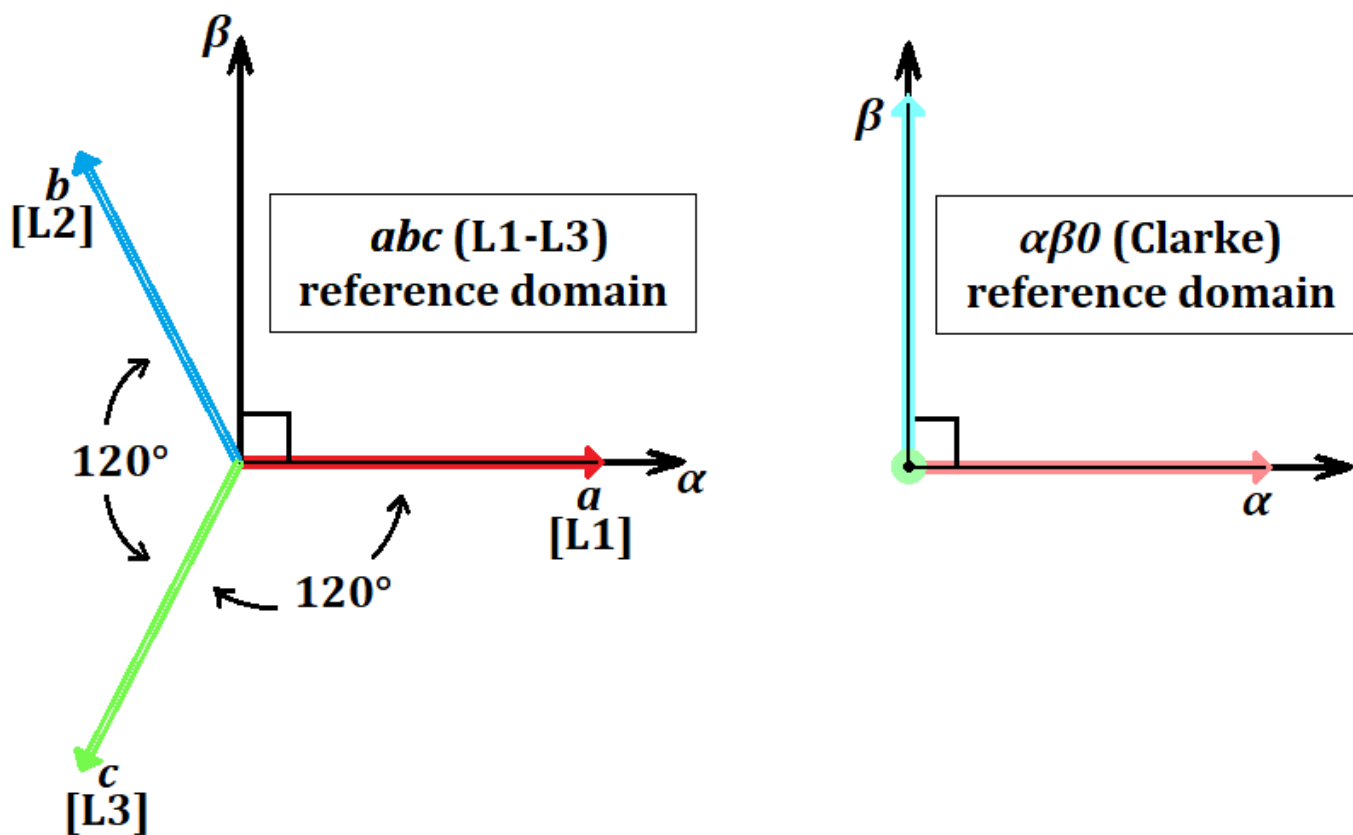 β
b
[L2]
abc (L1-L3)
reference domain
120°
α
a
[L1]
120°
c
[L3]
β
αβ0 (Clarke)
reference domain
α